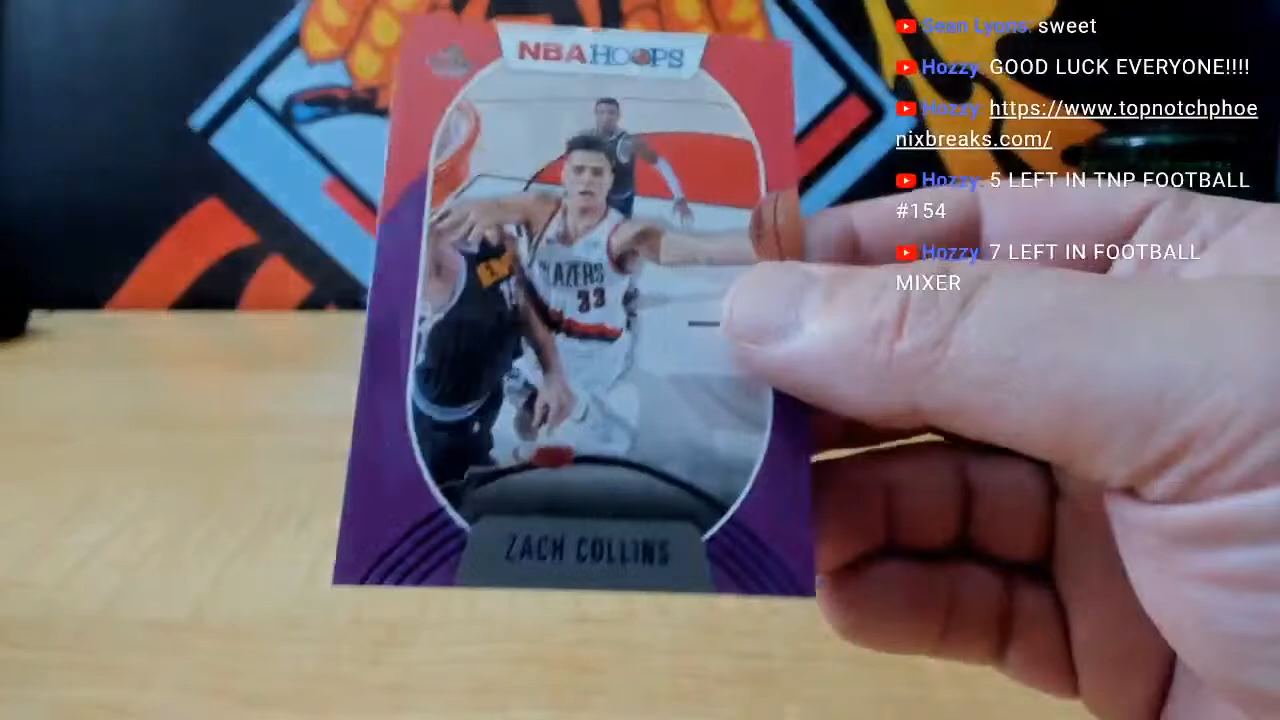 NBA HOOPS
BLAZERS
33
ZACH COLLINS
Sean Lyons: sweet
Hozzy: GOOD LUCK EVERYONE!!!!
Hozzy: https://www.topnotchphoe
nixbreaks.com/
Hozzy: 5 LEFT IN TNP FOOTBALL
#154
Hozzy: 7 LEFT IN FOOTBALL
MIXER